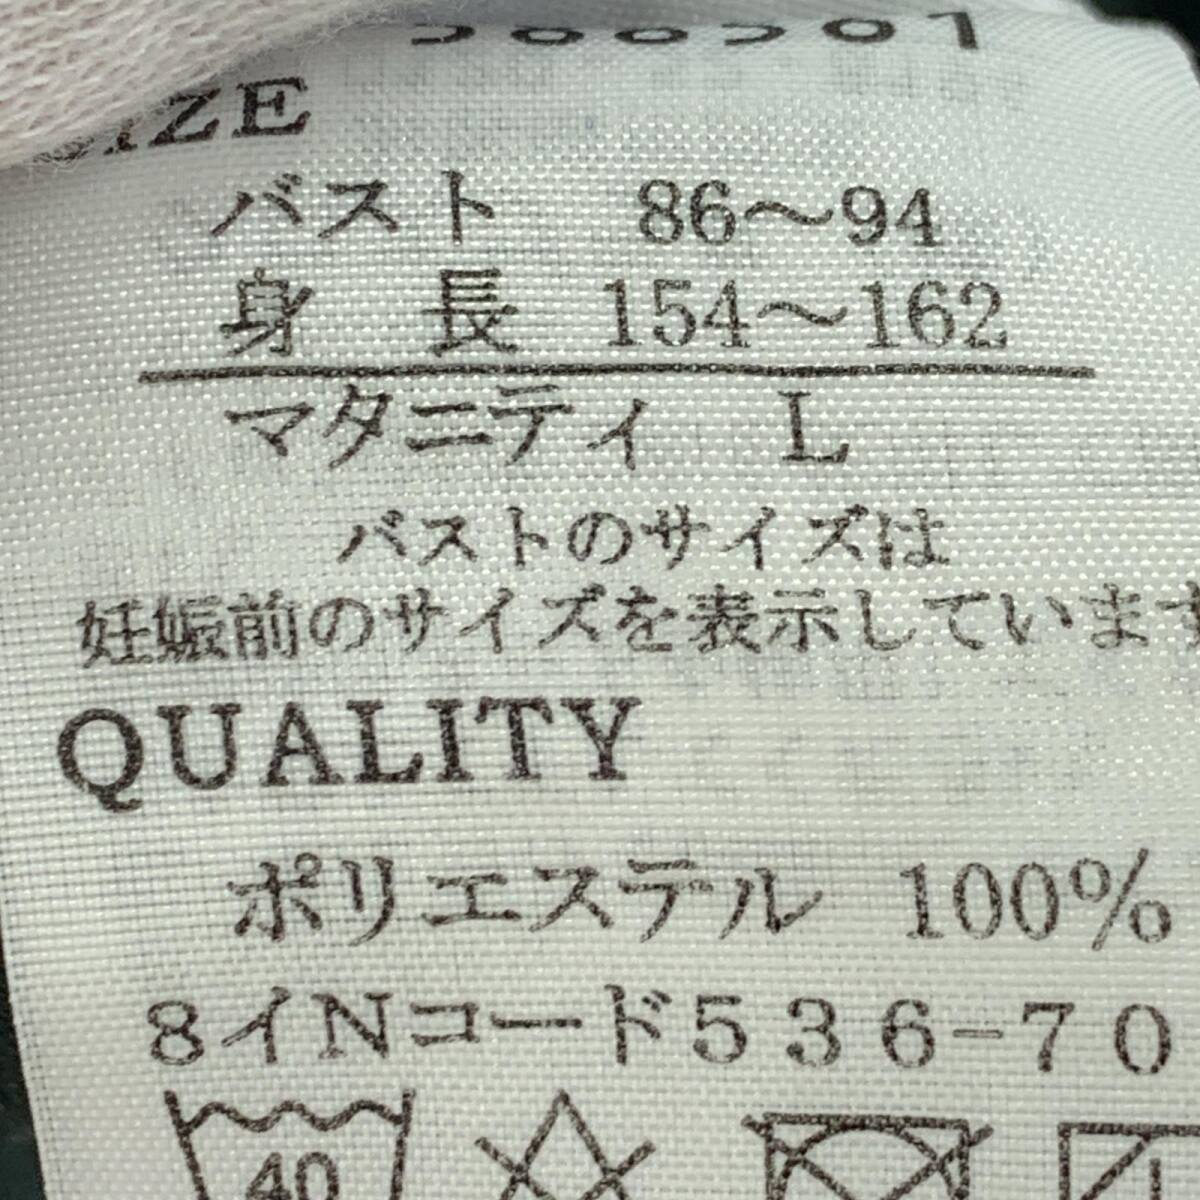 バスト 86〜94
身 長 154〜162
マタニティ L
バストのサイズは
妊娠前のサイズを表示しています
QUALITY
ポリエステル 100%
8イNコード536-70
40